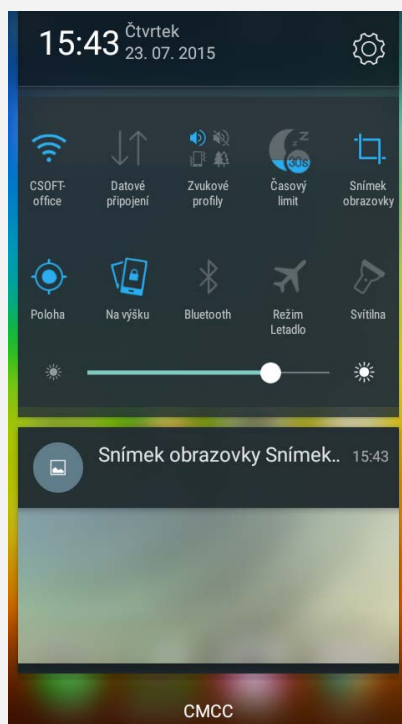 15:43 Čtvrtek
23. 07. 2015
CSOFT-
office
Datové
připojení
Zvukové
profily
zZ
30s
Časový
limit
Snímek
obrazovky
Poloha
Na výšku
Bluetooth
Režim
Letadlo
Svítilna
Snímek obrazovky Snímek.. 15:43
CMCC